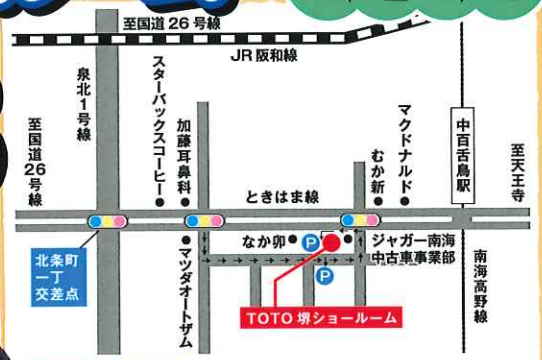 至国道26号線
JR阪和線
泉北1号線
至国道26号線
スターバックスコーヒー
加藤耳鼻科
マクドナルド
むか新
中百舌鳥駅
至天王寺
ときはま線
北条町
一丁
交差点
マツダオートザム
なか卯
P
ジャガー南海
中古車事業部
P
南海高野線
TOTO 堺ショールーム